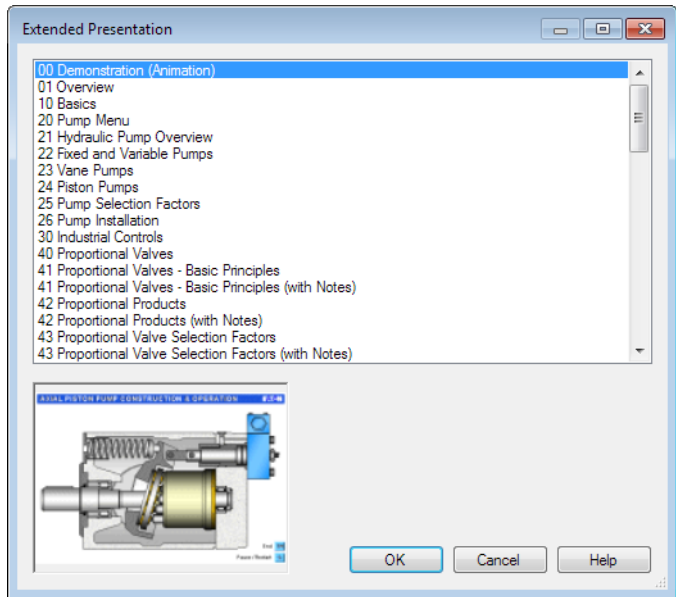 Extended Presentation
00 Demonstration (Animation)
01 Overview
10 Basics
20 Pump Menu
21 Hydraulic Pump Overview
22 Fixed and Variable Pumps
23 Vane Pumps
24 Piston Pumps
25 Pump Selection Factors
26 Pump Installation
30 Industrial Controls
40 Proportional Valves
41 Proportional Valves - Basic Principles
41 Proportional Valves - Basic Principles (with Notes)
42 Proportional Products
42 Proportional Products (with Notes)
43 Proportional Valve Selection Factors
43 Proportional Valve Selection Factors (with Notes)
AXIAL PISTON PUMP CONSTRUCTION & OPERATION
End
Pause / Restart
OK Cancel Help